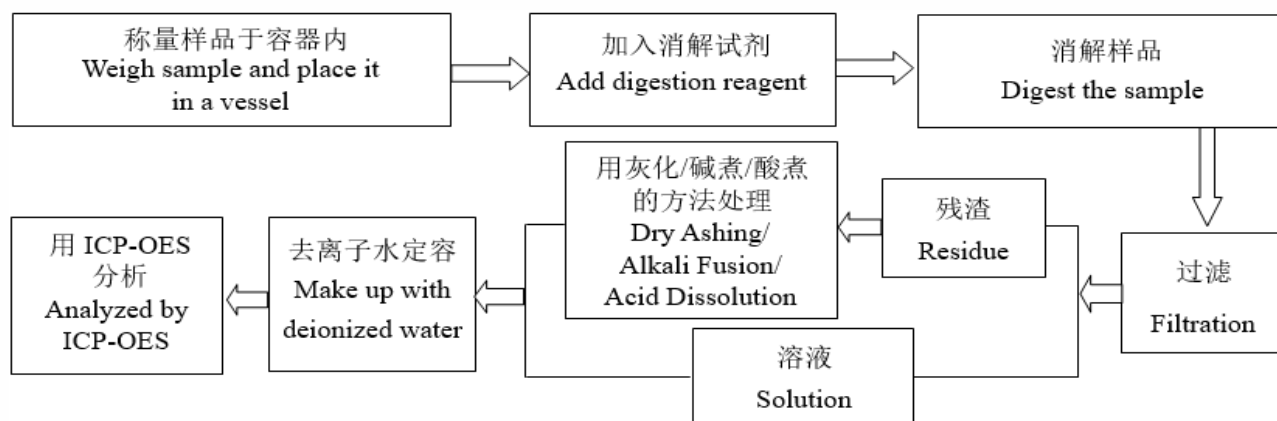 称量样品于容器内
Weigh sample and place it
in a vessel
加入消解试剂
Add digestion reagent
消解样品
Digest the sample
过滤
Filtration
残渣
Residue
用灰化/碱煮/酸煮
的方法处理
Dry Ashing/
Alkali Fusion/
Acid Dissolution
溶液
Solution
去离子水定容
Make up with
deionized water
用 ICP-OES
分析
Analyzed by
ICP-OES